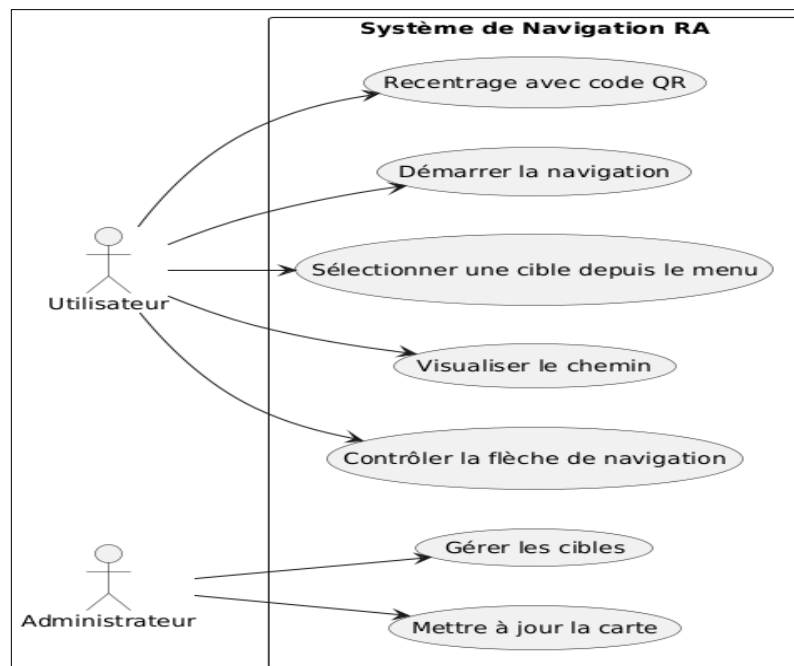 Système de Navigation RA
Recentrage avec code QR
Démarrer la navigation
Sélectionner une cible depuis le menu
Utilisateur
Visualiser le chemin
Contrôler la flèche de navigation
Gérer les cibles
Administrateur
Mettre à jour la carte